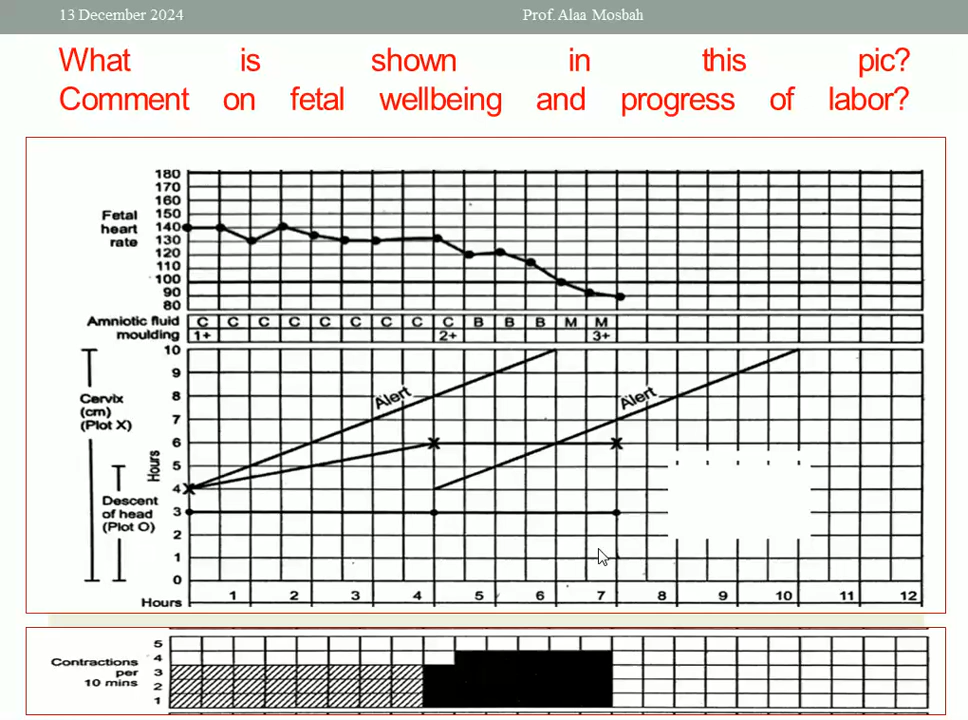 13 December 2024 Prof. Alaa Mosbah
What is shown in this pic?
Comment on fetal wellbeing and progress of labor?
Fetal
heart
rate
180
170
160
150
140
130
120
110
100
90
80
Amniotic fluid C C C C C C C C C B B B M M
moulding 1+ 2+ 3+
Cervix
(cm)
(Plot X)
Descent
of head
(Plot O)
Hours
10
9
8
7
6
5
4
3
2
1
0
Alert
Alert
X X X
Hours 1 2 3 4 5 6 7 8 9 10 11 12
Contractions
per
10 mins
5
4
3
2
1